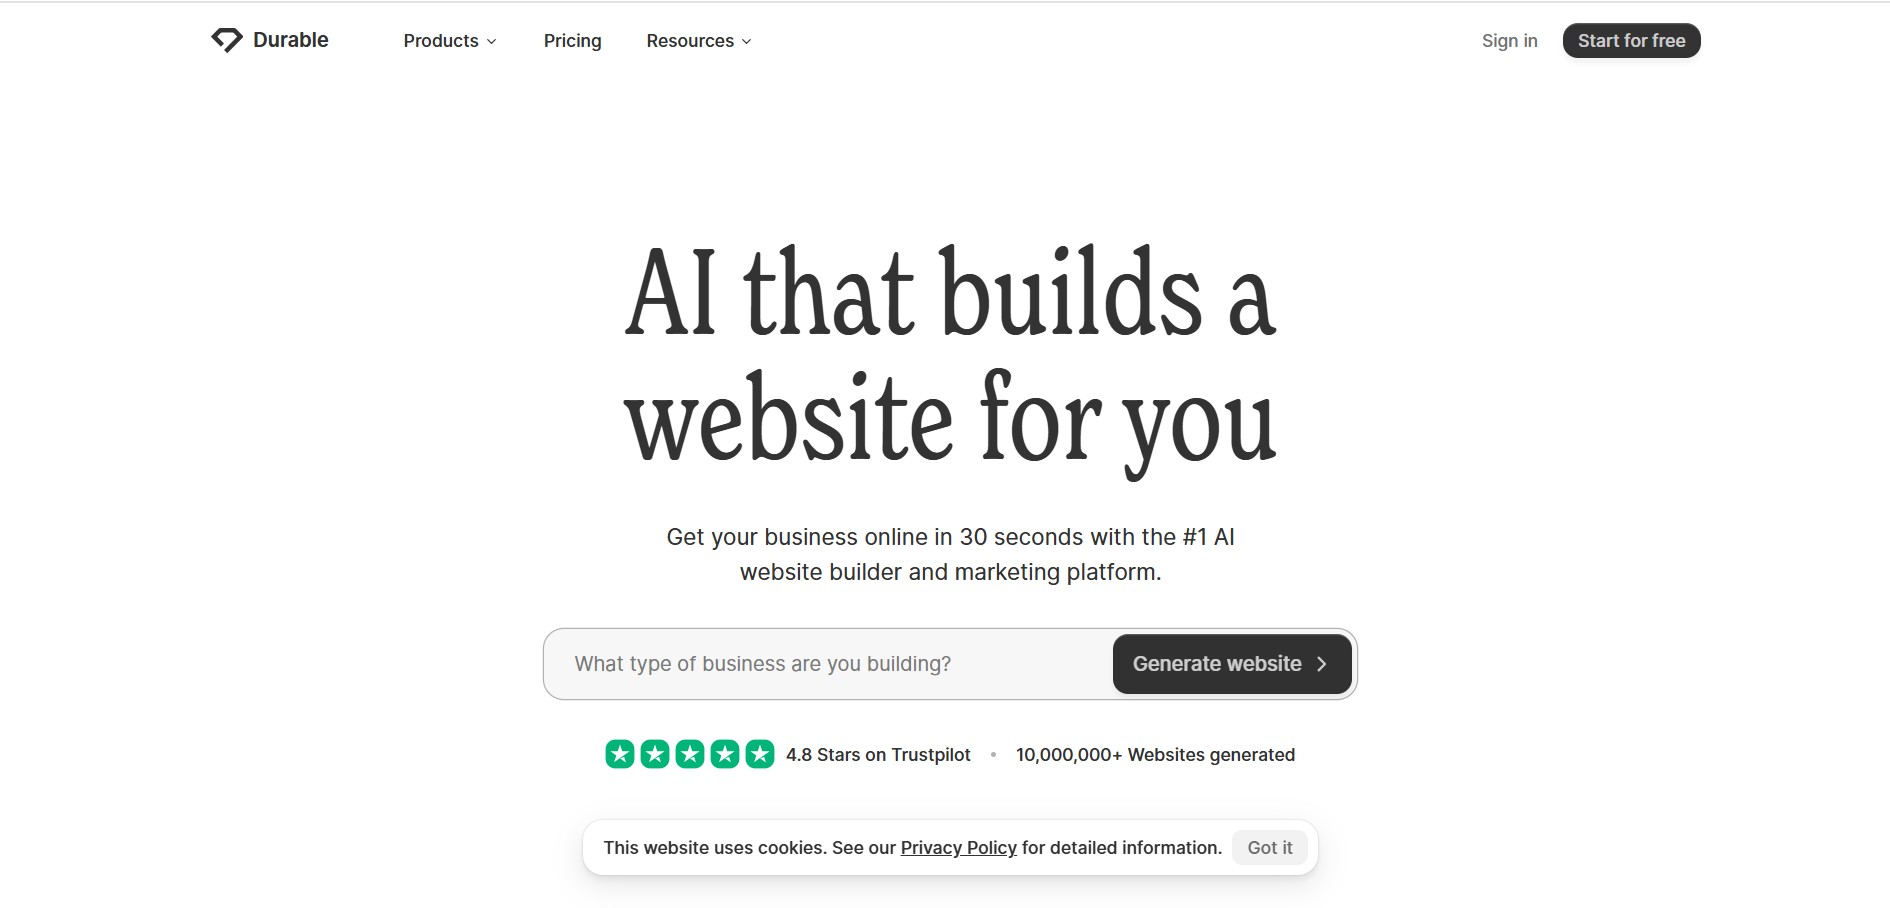 Durable
Products
Pricing
Resources
Sign in
Start for free
AI that builds a
website for you
Get your business online in 30 seconds with the #1 AI
website builder and marketing platform.
What type of business are you building?
Generate website
4.8 Stars on Trustpilot • 10,000,000+ Websites generated
This website uses cookies. See our Privacy Policy for detailed information.
Got it